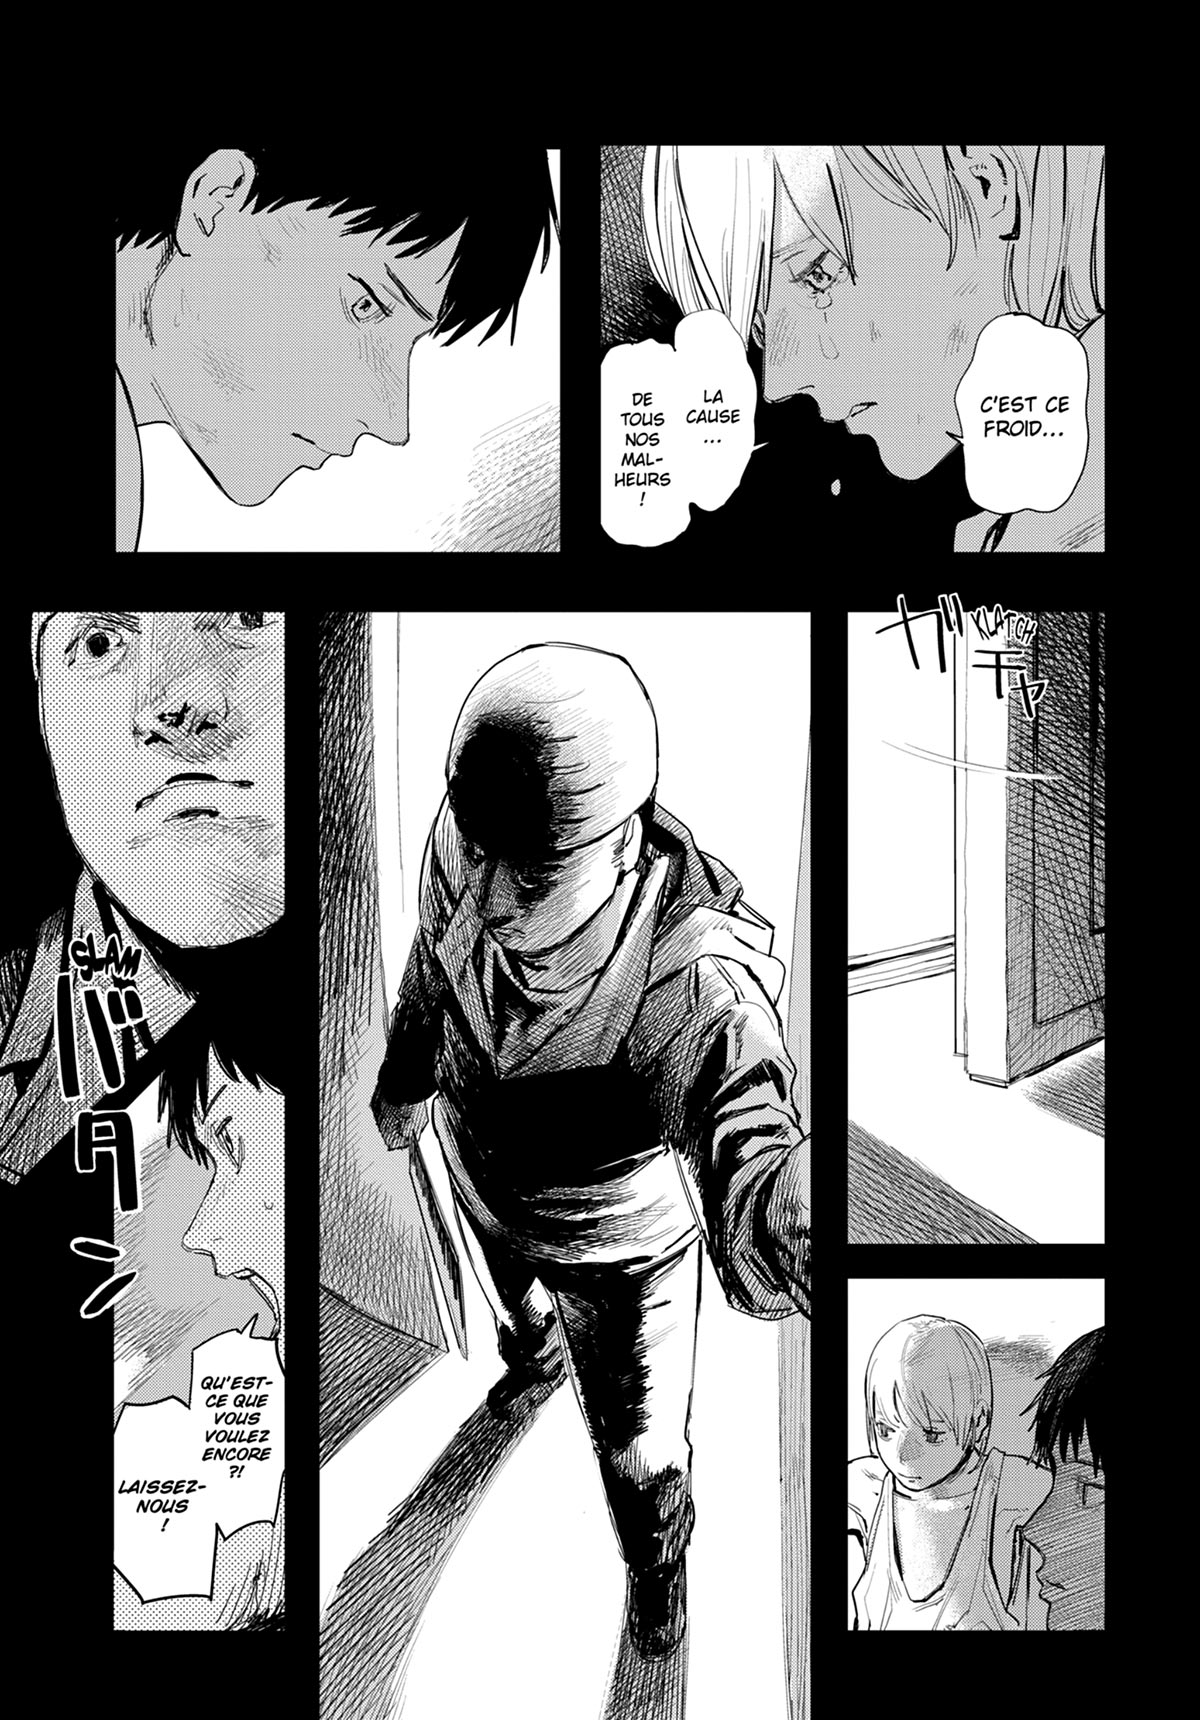 C'EST CE
FROID...
LA
CAUSE
...
DE
TOUS
NOS
MAL-
HEURS
!
ガ
チャ
KLATCH
SLAM
バタン
QU'EST-
CE QUE
VOUS
VOULEZ
ENCORE
?!
LAISSEZ-
NOUS
!